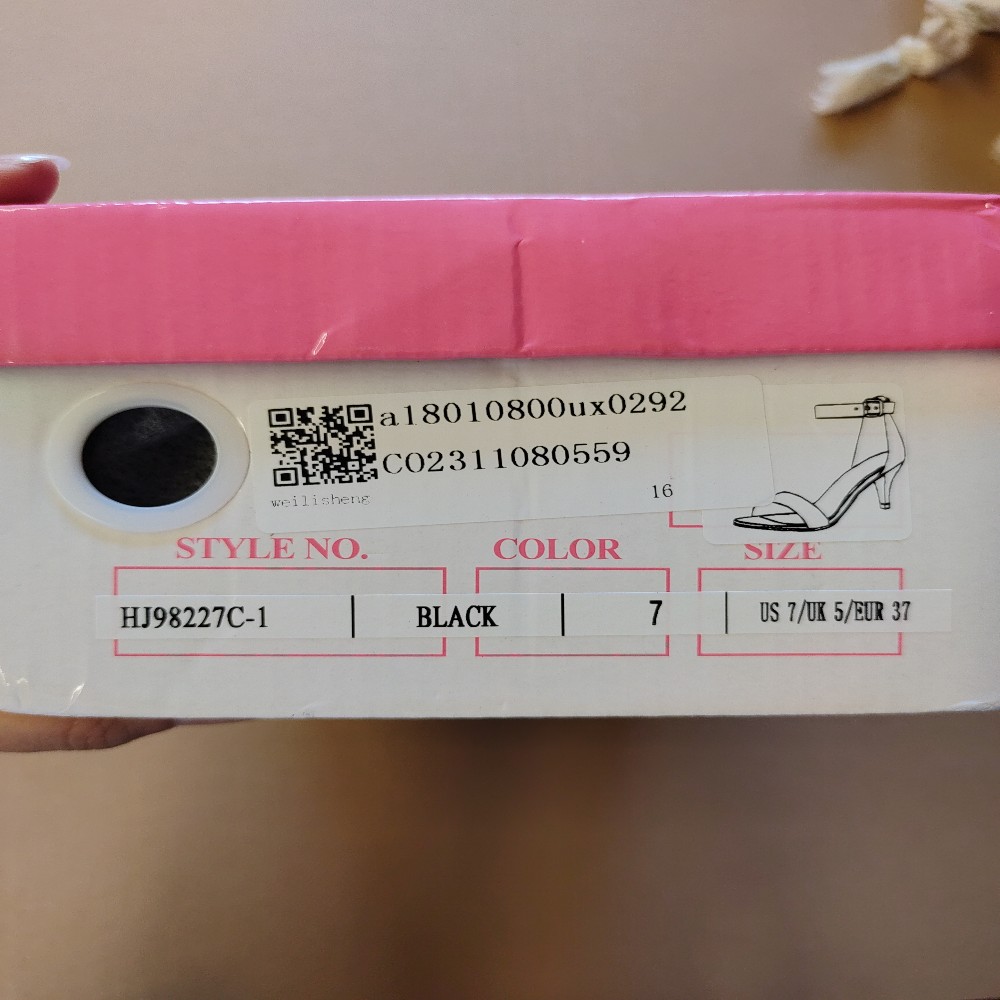 a18010800ux0292
C02311080559
weilisheng
16
STYLE NO. COLOR SIZE
HJ98227C-1 BLACK 7 US 7/UK 5/EUR 37